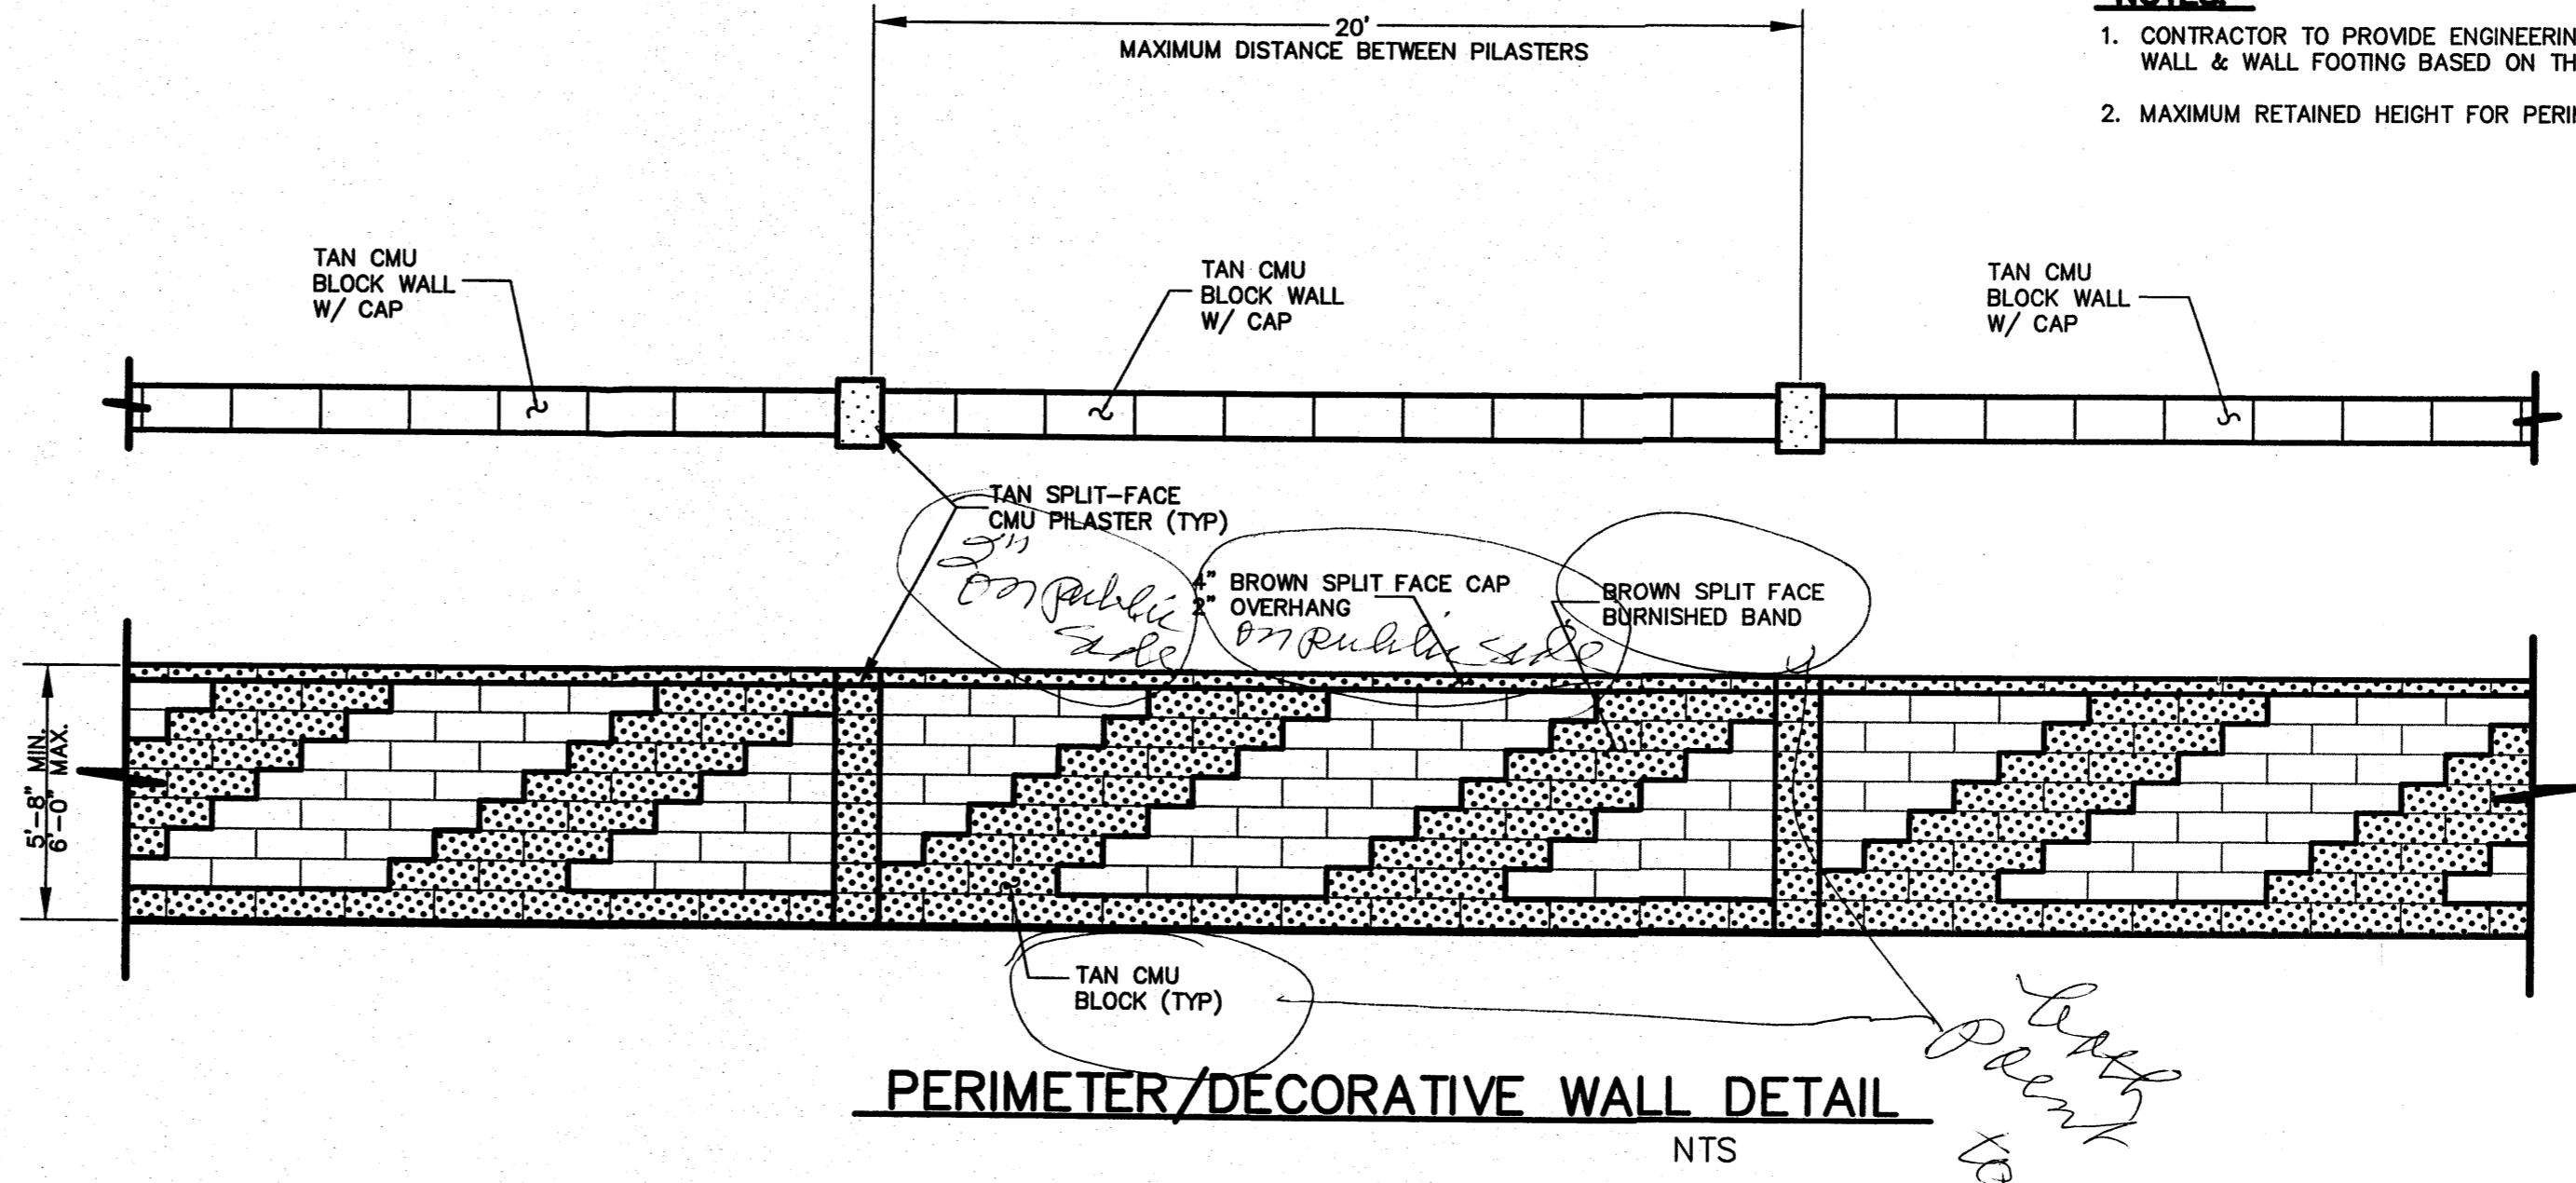 NOTES:
1. CONTRACTOR TO PROVIDE ENGINEERIN
WALL & WALL FOOTING BASED ON TH
2. MAXIMUM RETAINED HEIGHT FOR PERI
20'
MAXIMUM DISTANCE BETWEEN PILASTERS
TAN CMU
BLOCK WALL
W/ CAP
TAN CMU
BLOCK WALL
W/ CAP
TAN CMU
BLOCK WALL
W/ CAP
TAN SPLIT-FACE
CMU PILASTER (TYP)
2"
on public
side
4" BROWN SPLIT FACE CAP
2" OVERHANG
on public side
BROWN SPLIT FACE
BURNISHED BAND
5'-8" MIN.
6'-0" MAX.
TAN CMU
BLOCK (TYP)
PERIMETER/DECORATIVE WALL DETAIL
NTS
to